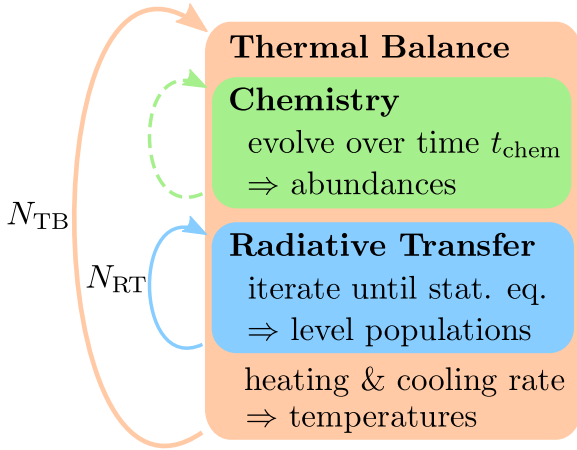 Thermal Balance
Chemistry
evolve over time t_chem
⇒ abundances
N_TB
Radiative Transfer
N_RT
iterate until stat. eq.
⇒ level populations
heating & cooling rate
⇒ temperatures